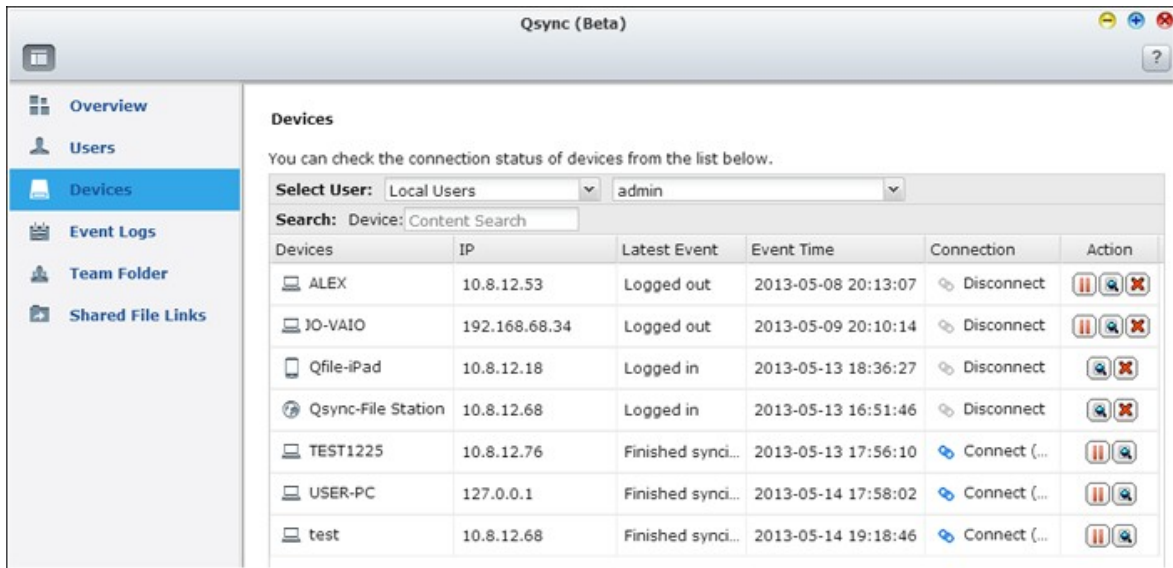 Qsync (Beta)
?
Overview
Users
Devices
Event Logs
Team Folder
Shared File Links
Devices
You can check the connection status of devices from the list below.
Select User: Local Users admin
Search: Device: Content Search
Devices IP Latest Event Event Time Connection Action
ALEX 10.8.12.53 Logged out 2013-05-08 20:13:07 Disconnect
JO-VAIO 192.168.68.34 Logged out 2013-05-09 20:10:14 Disconnect
Qfile-iPad 10.8.12.18 Logged in 2013-05-13 18:36:27 Disconnect
Qsync-File Station 10.8.12.68 Logged in 2013-05-13 16:51:46 Disconnect
TEST1225 10.8.12.76 Finished synci... 2013-05-13 17:56:10 Connect (...
USER-PC 127.0.0.1 Finished synci... 2013-05-14 17:58:02 Connect (...
test 10.8.12.68 Finished synci... 2013-05-14 19:18:46 Connect (...